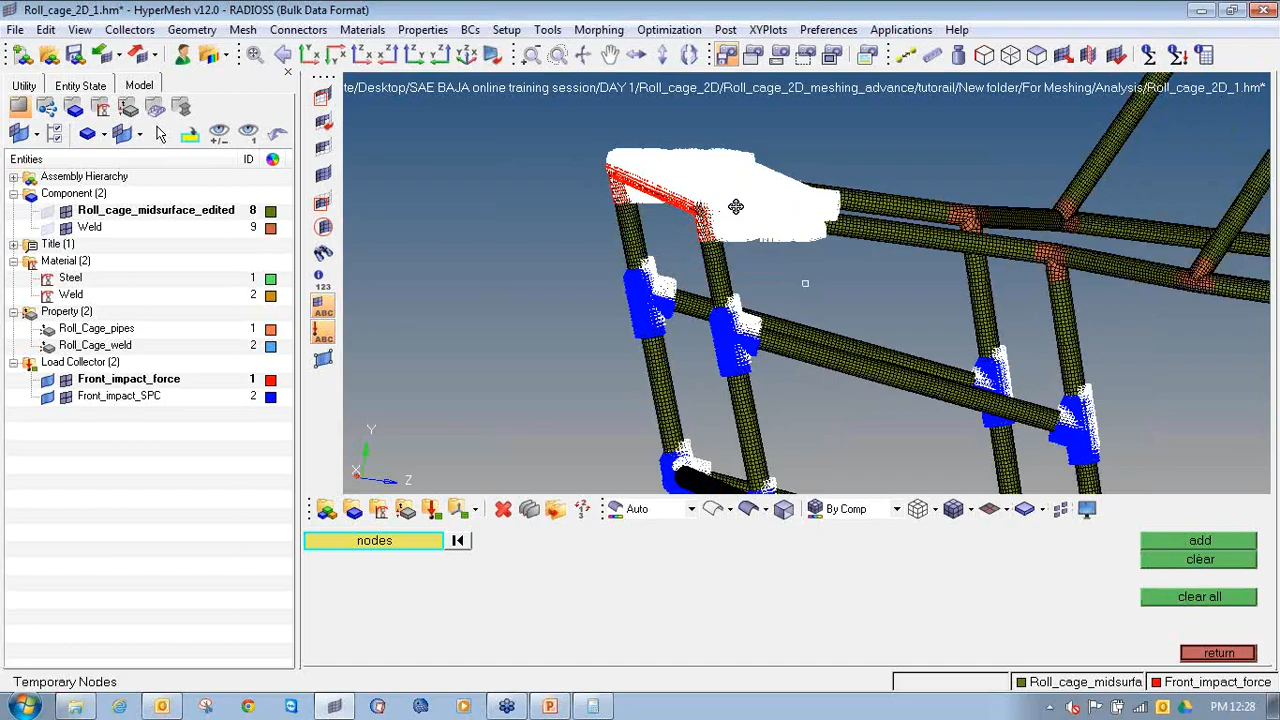 Roll_cage_2D_1.hm* - HyperMesh v12.0 - RADIOSS (Bulk Data Format)
File Edit View Collectors Geometry Mesh Connectors Materials Properties BCs Setup Tools Morphing Optimization Post XYPlots Preferences Applications Help
Utility Entity State Model
te/Desktop/SAE BAJA online training session/DAY 1/Roll_cage_2D/Roll_cage_2D_meshing_advance/tutorail/New folder/For Meshing/Analysis/Roll_cage_2D_1.hm*
Entities ID
Assembly Hierarchy
Component (2)
Roll_cage_midsurface_edited 8
Weld 9
Title (1)
Material (2)
Steel 1
Weld 2
Property (2)
Roll_Cage_pipes 1
Roll_Cage_weld 2
Load Collector (2)
Front_impact_force 1
Front_impact_SPC 2
123
ABC
ABC
Y
X
Z
Auto By Comp
nodes
add
clear
clear all
return
Temporary Nodes
Roll_cage_midsurfa Front_impact_force
PM 12:28